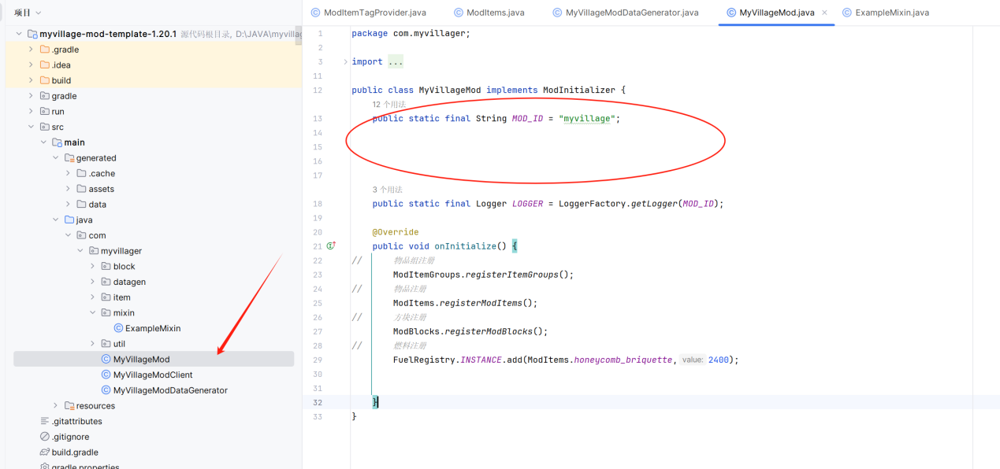 项目
myvillage-mod-template-1.20.1 源代码根目录, D:\JAVA\myvillag
.gradle
.idea
build
gradle
run
src
main
generated
.cache
assets
data
java
com
myvillager
block
datagen
item
mixin
ExampleMixin
util
MyVillageMod
MyVillageModClient
MyVillageModDataGenerator
resources
.gitattributes
.gitignore
build.gradle
gradle.properties
ModItemTagProvider.java ModItems.java MyVillageModDataGenerator.java MyVillageMod.java ExampleMixin.java
1 package com.myvillager;
2
3 import ...
11
12 public class MyVillageMod implements ModInitializer {
12 个用法
13 public static final String MOD_ID = "myvillage";
14
15
16
17
3 个用法
18 public static final Logger LOGGER = LoggerFactory.getLogger(MOD_ID);
19
20 @Override
21 public void onInitialize() {
22 // 物品组注册
23 ModItemGroups.registerItemGroups();
24 // 物品注册
25 ModItems.registerModItems();
26 // 方块注册
27 ModBlocks.registerModBlocks();
28 // 燃料注册
29 FuelRegistry.INSTANCE.add(ModItems.honeycomb_briquette, value: 2400);
30
31
32 }
33 }